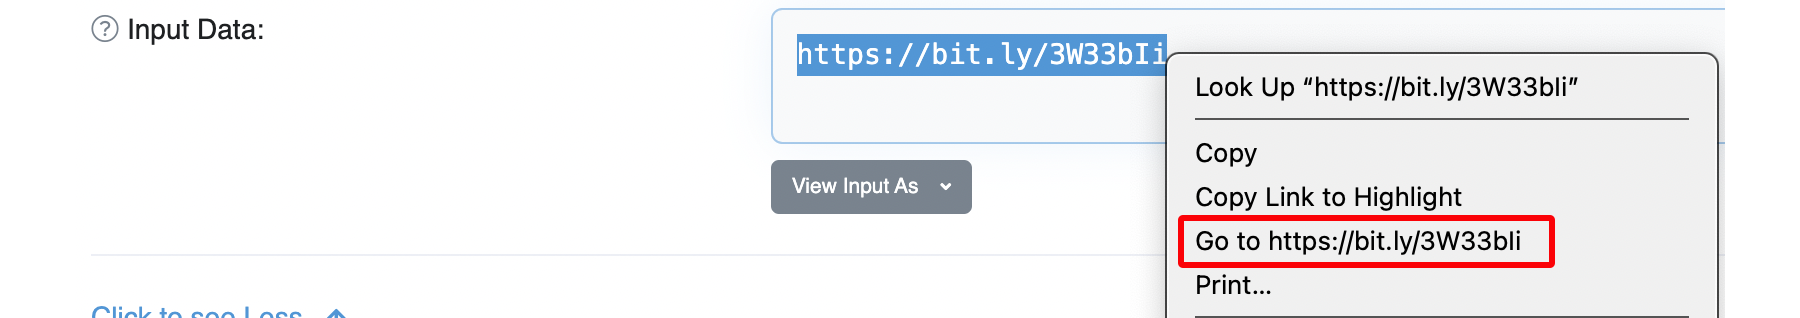 Input Data:
https://bit.ly/3W33bIi
View Input As
Look Up “https://bit.ly/3W33bIi”
Copy
Copy Link to Highlight
Go to https://bit.ly/3W33bIi
Print...
Click to see Less